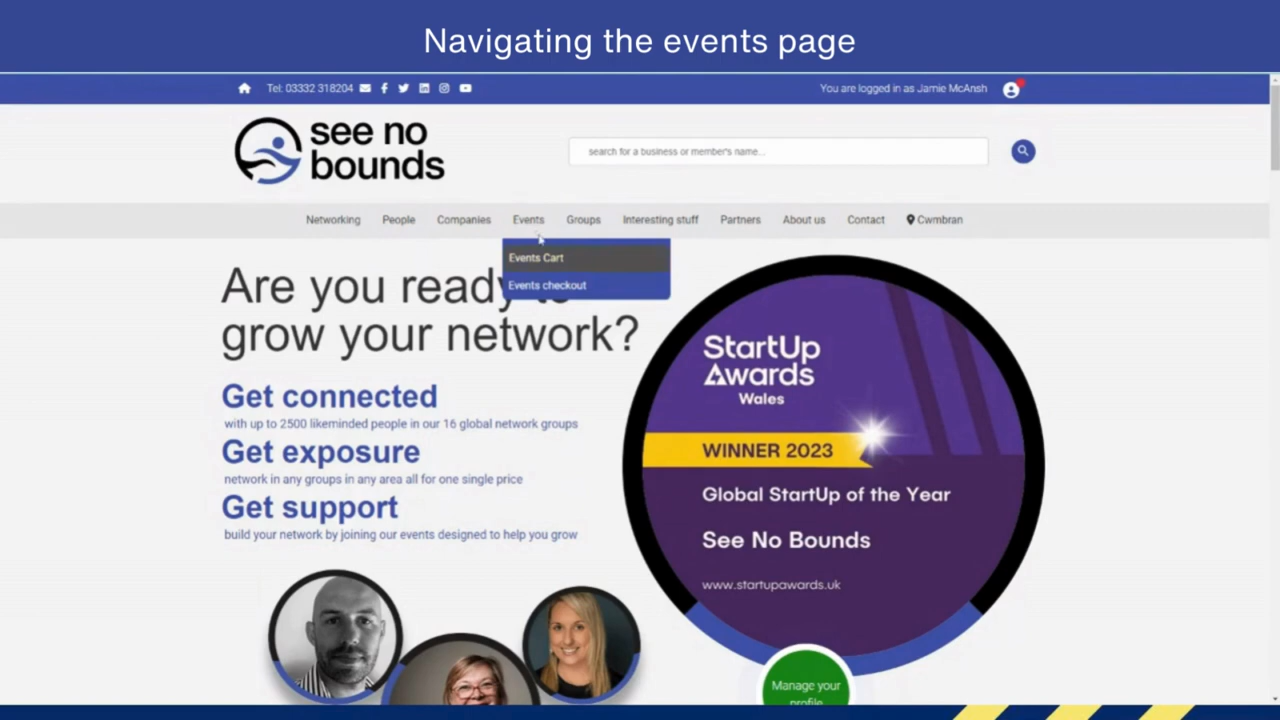 Navigating the events page
Tel: 03332 318204
You are logged in as Jamie McAnsh
see no
bounds
search for a business or member's name...
Networking People Companies Events Groups Interesting stuff Partners About us Contact Cwmbran
Events Cart
Events checkout
Are you ready to
grow your network?
Get connected
with up to 2500 likeminded people in our 16 global network groups
Get exposure
network in any groups in any area all for one single price
Get support
build your network by joining our events designed to help you grow
StartUp
Awards
Wales
WINNER 2023
Global StartUp of the Year
See No Bounds
www.startupawards.uk
Manage your
profile